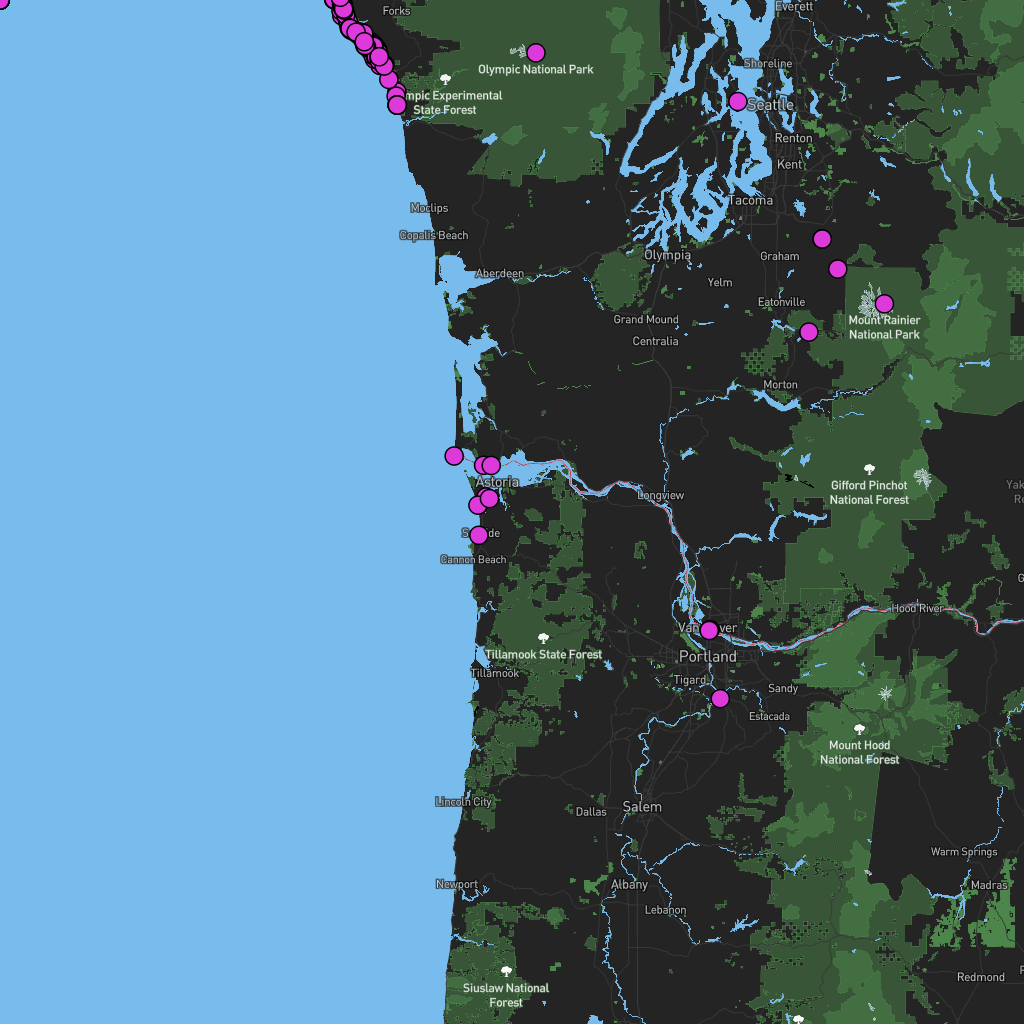 Everett
Forks
Shoreline
Olympic National Park
mpic Experimental
State Forest
Seattle
Renton
Kent
Tacoma
Moclips
Copalis Beach
Olympia
Graham
Aberdeen
Yelm
Eatonville
Grand Mound
Mount Rainier
National Park
Centralia
Morton
Gifford Pinchot
National Forest
Astoria
Longview
Cannon Beach
Hood River
Tillamook State Forest
Portland
Tillamook
Tigard
Sandy
Estacada
Mount Hood
National Forest
Lincoln City
Salem
Dallas
Warm Springs
Newport
Albany
Madras
Lebanon
Redmond
Siuslaw National
Forest